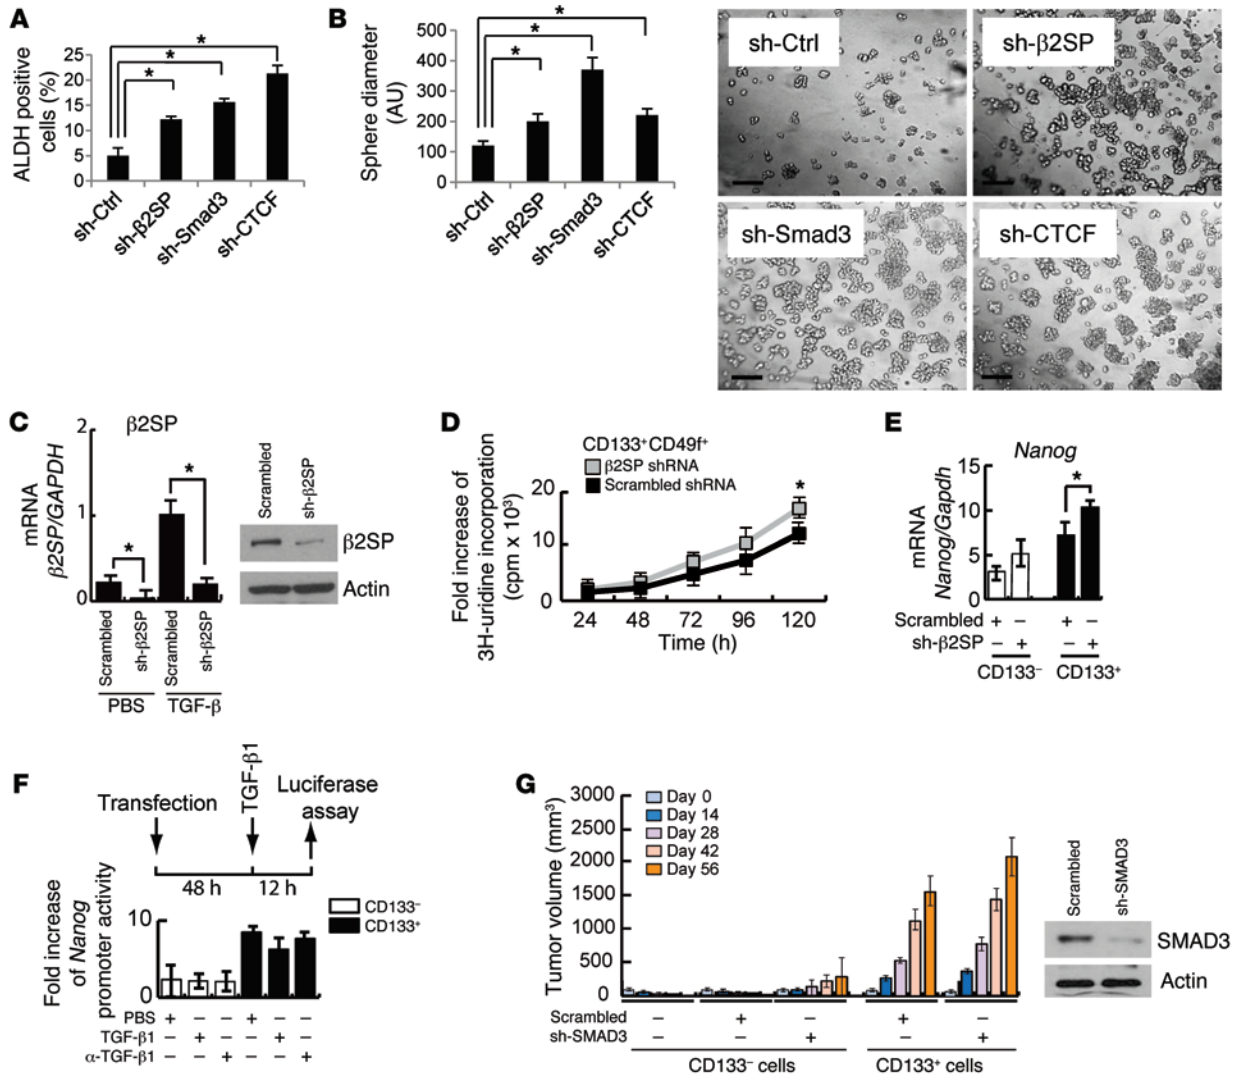 A
ALDH positive
cells (%)
25
20
15
10
5
0
* * *
sh-Ctrl
sh-β2SP
sh-Smad3
sh-CTCF
B
Sphere diameter
(AU)
500
400
300
200
100
0
* * *
sh-Ctrl
sh-β2SP
sh-Smad3
sh-CTCF
sh-Ctrl
sh-β2SP
sh-Smad3
sh-CTCF
C
β2SP
mRNA
β2SP/GAPDH
2
1
0
* *
Scrambled
sh-β2SP
Scrambled
sh-β2SP
PBS TGF-β
Scrambled
sh-β2SP
β2SP
Actin
D
CD133⁺CD49f⁺
β2SP shRNA
Scrambled shRNA
Fold increase of
3H-uridine incorporation
(cpm x 10³)
20
10
0
*
24 48 72 96 120
Time (h)
E
Nanog
mRNA
Nanog/Gapdh
15
10
5
0
*
Scrambled + – + –
sh-β2SP – + – +
CD133⁻ CD133⁺
F
Transfection
TGF-β1
Luciferase
assay
48 h 12 h
Fold increase
of Nanog
promoter activity
10
0
CD133⁻
CD133⁺
PBS + – – + – –
TGF-β1 – + – – + –
α-TGF-β1 – – + – – +
G
Tumor volume (mm³)
3000
2500
2000
1500
1000
500
0
Day 0
Day 14
Day 28
Day 42
Day 56
Scrambled – + – + –
sh-SMAD3 – – + – +
CD133⁻ cells CD133⁺ cells
Scrambled
sh-SMAD3
SMAD3
Actin